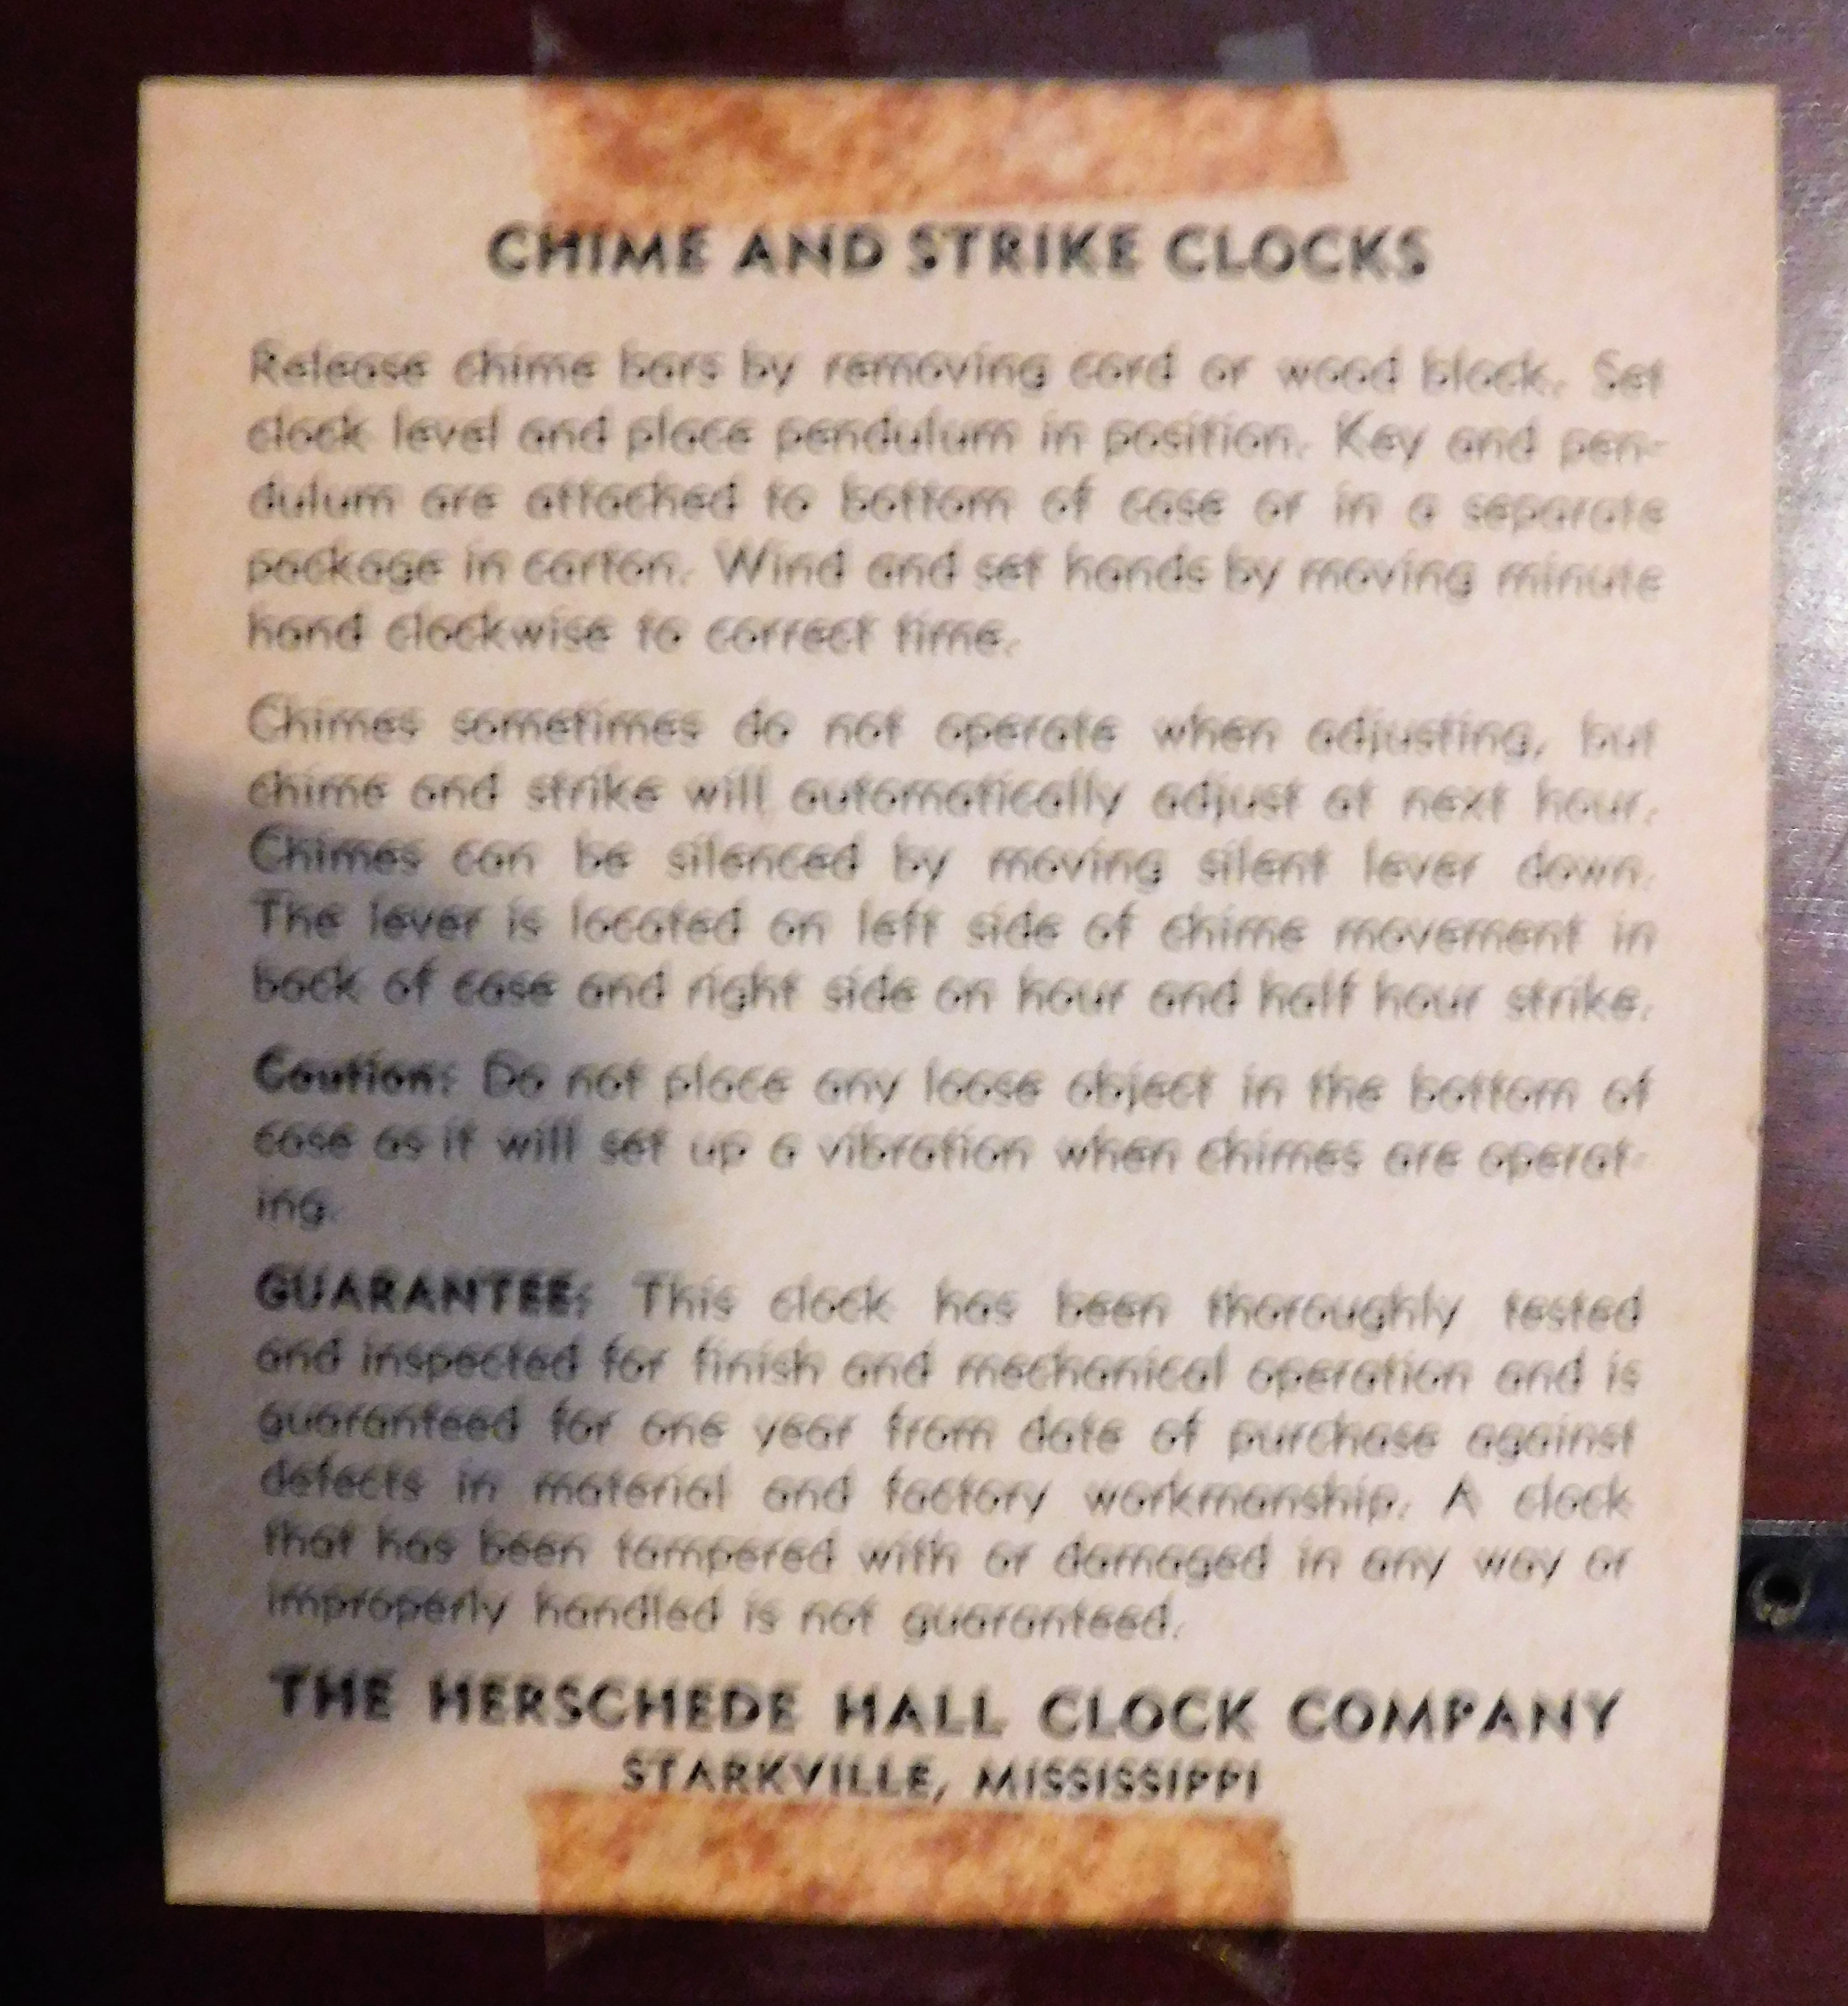 CHIME AND STRIKE CLOCKS
Release chime bars by removing cord or wood block. Set
clock level and place pendulum in position. Key and pen-
dulum are attached to bottom of case or in a separate
package in carton. Wind and set hands by moving minute
hand clockwise to correct time.
Chimes sometimes do not operate when adjusting, but
chime and strike will automatically adjust at next hour.
Chimes can be silenced by moving silent lever down.
The lever is located on left side of chime movement in
back of case and right side on hour and half hour strike.
Caution: Do not place any loose object in the bottom of
case as it will set up a vibration when chimes are operat-
ing.
GUARANTEE: This clock has been thoroughly tested
and inspected for finish and mechanical operation and is
guaranteed for one year from date of purchase against
defects in material and factory workmanship. A clock
that has been tampered with or damaged in any way or
improperly handled is not guaranteed.
THE HERSCHEDE HALL CLOCK COMPANY
STARKVILLE, MISSISSIPPI